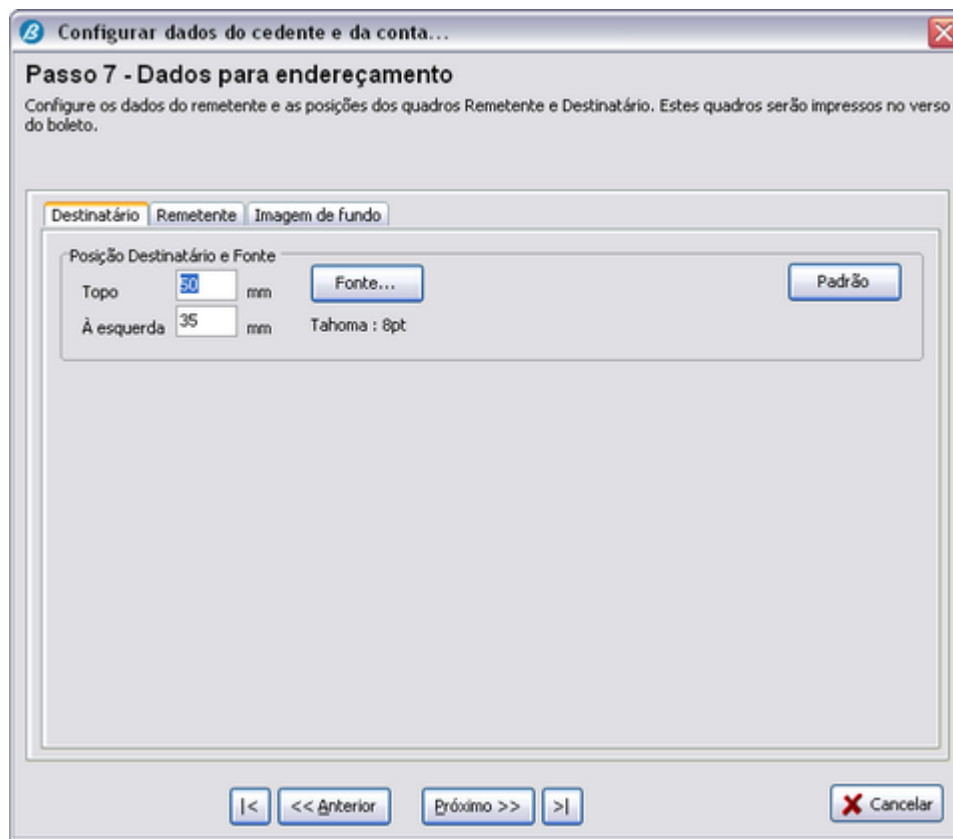 Configurar dados do cedente e da conta...
Passo 7 - Dados para endereçamento
Configure os dados do remetente e as posições dos quadros Remetente e Destinatário. Estes quadros serão impressos no verso
do boleto.
Destinatário Remetente Imagem de fundo
Posição Destinatário e Fonte
Topo 50 mm Fonte... Padrão
À esquerda 35 mm Tahoma : 8pt
|< << Anterior Próximo >> >| Cancelar